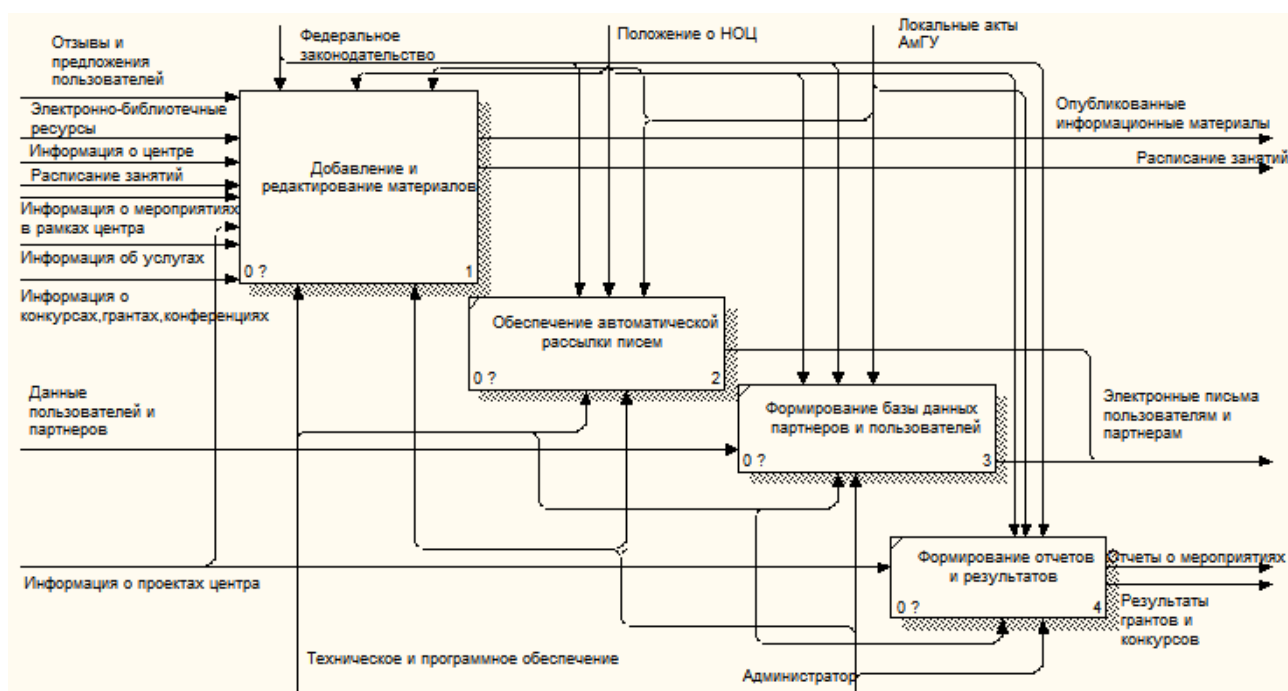 Отзывы и
предложения
пользователей
Федеральное
законодательство
Положение о НОЦ
Локальные акты
АмГУ
Электронно-библиотечные
ресурсы
Информация о центре
Расписание занятий
Информация о мероприятиях
в рамках центра
Информация об услугах
Информация о
конкурсах,грантах,конференциях
Добавление и
редактирование материалов
0 ?
1
Опубликованные
информационные материалы
Расписание занятий
Обеспечение автоматической
рассылки писем
0 ?
2
Данные
пользователей и
партнеров
Формирование базы данных
партнеров и пользователей
0 ?
3
Электронные письма
пользователям и
партнерам
Информация о проектах центра
Формирование отчетов
и результатов
0 ?
4
Отчеты о мероприятиях
Результаты
грантов и
конкурсов
Техническое и программное обеспечение
Администратор